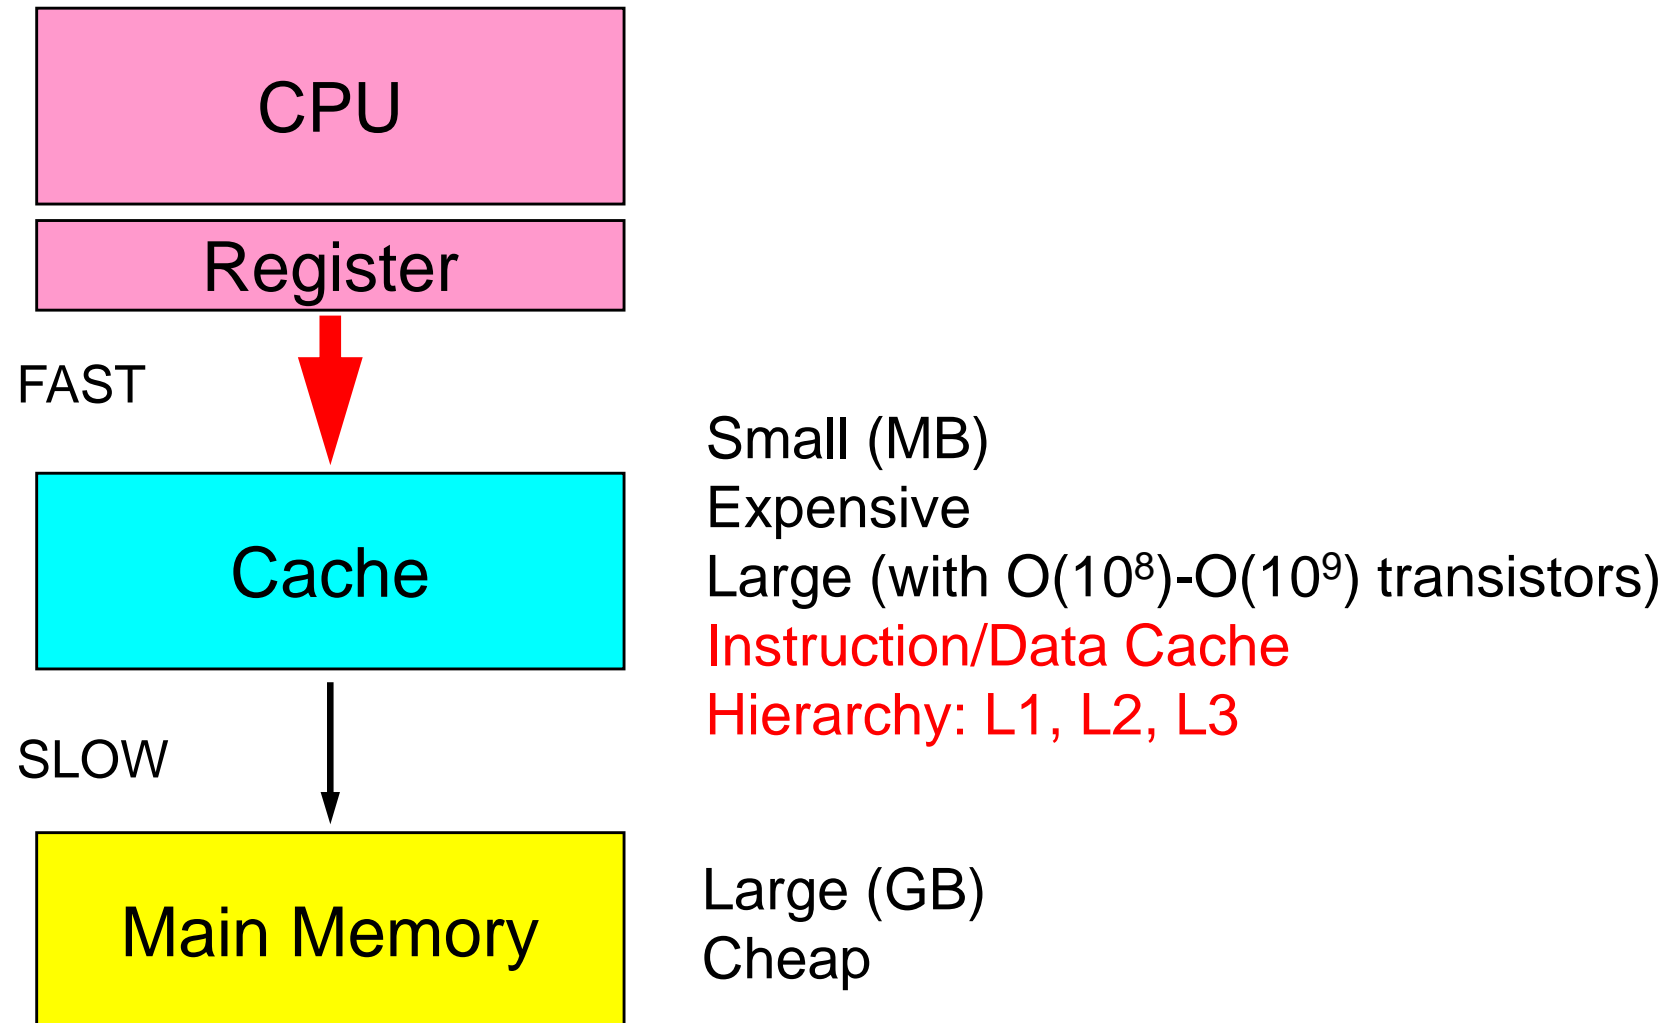 CPU
Register
FAST
Small (MB)
Expensive
Cache
Large (with O(10⁸)-O(10⁹) transistors)
Instruction/Data Cache
Hierarchy: L1, L2, L3
SLOW
Main Memory
Large (GB)
Cheap